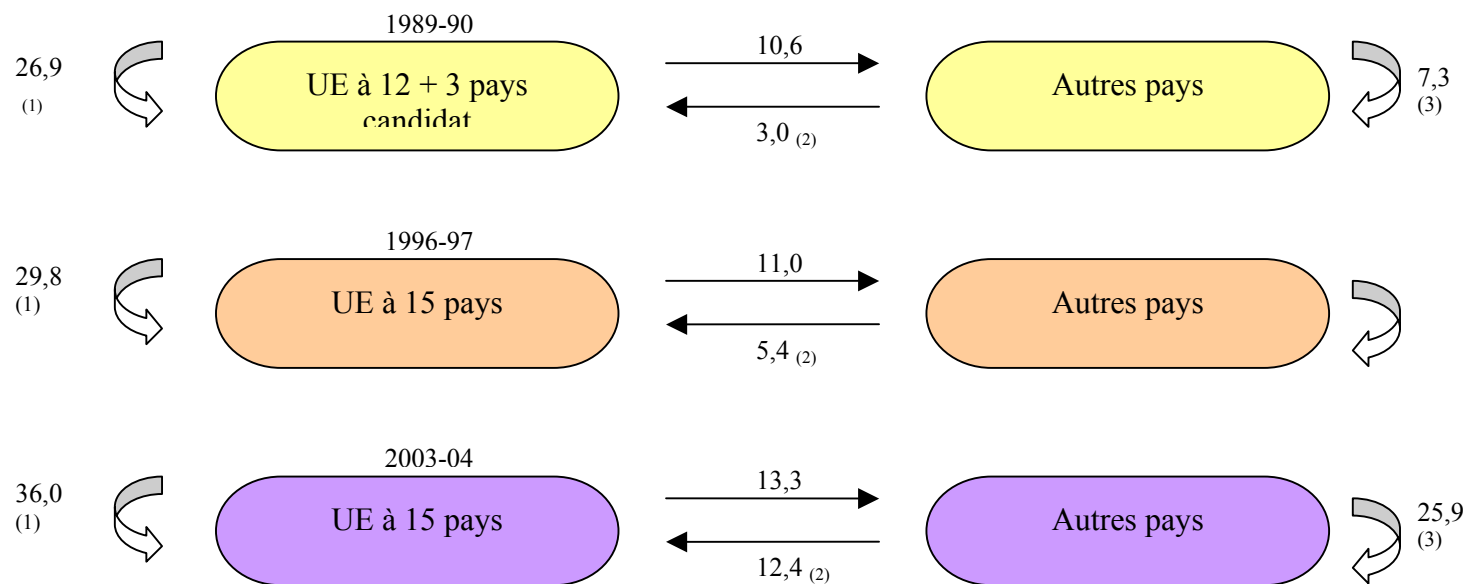 1989-90
26,9
(1)
UE à 12 + 3 pays
candidat
10,6
3,0 (2)
Autres pays
7,3
(3)
1996-97
29,8
(1)
UE à 15 pays
11,0
5,4 (2)
Autres pays
2003-04
36,0
(1)
UE à 15 pays
13,3
12,4 (2)
Autres pays
25,9
(3)